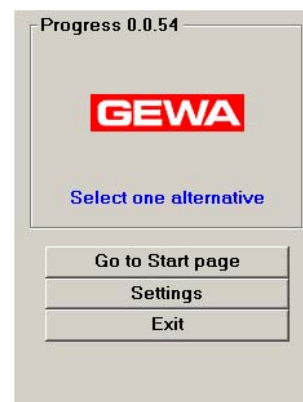 Progress 0.0.54
GEWA
Select one alternative
Go to Start page
Settings
Exit